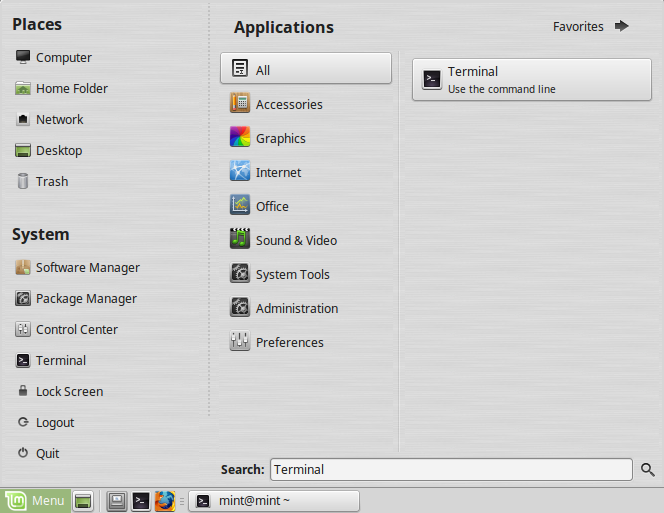 Places
Computer
Home Folder
Network
Desktop
Trash
System
Software Manager
Package Manager
Control Center
Terminal
Lock Screen
Logout
Quit
Applications
Favorites
All
Accessories
Graphics
Internet
Office
Sound & Video
System Tools
Administration
Preferences
Terminal
Use the command line
Search: Terminal
Menu
mint@mint ~